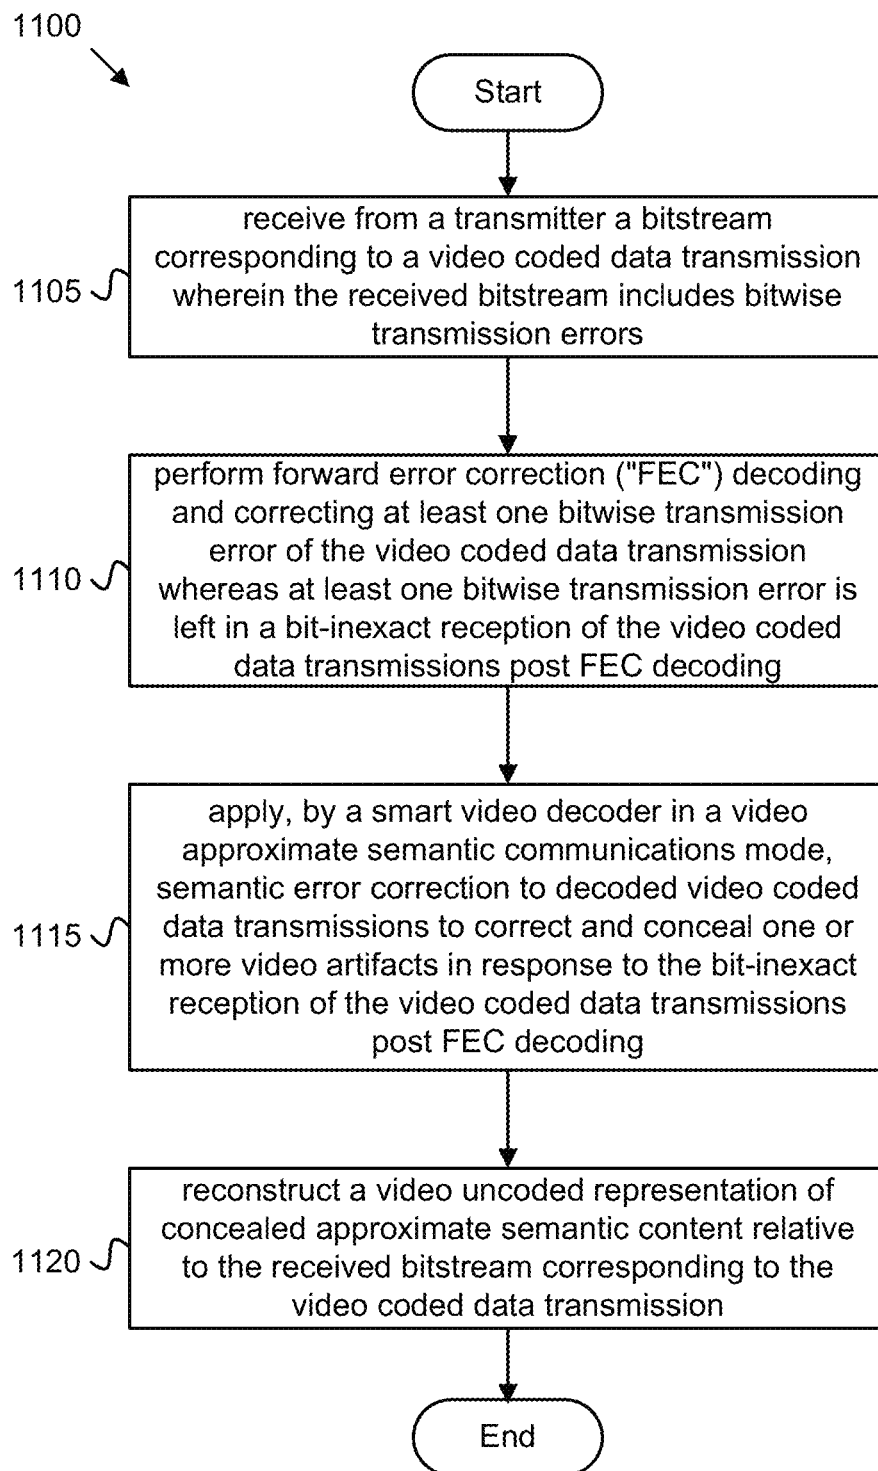 1100
Start
1105
receive from a transmitter a bitstream
corresponding to a video coded data transmission
wherein the received bitstream includes bitwise
transmission errors
1110
perform forward error correction ("FEC") decoding
and correcting at least one bitwise transmission
error of the video coded data transmission
whereas at least one bitwise transmission error is
left in a bit-inexact reception of the video coded
data transmissions post FEC decoding
1115
apply, by a smart video decoder in a video
approximate semantic communications mode,
semantic error correction to decoded video coded
data transmissions to correct and conceal one or
more video artifacts in response to the bit-inexact
reception of the video coded data transmissions
post FEC decoding
1120
reconstruct a video uncoded representation of
concealed approximate semantic content relative
to the received bitstream corresponding to the
video coded data transmission
End